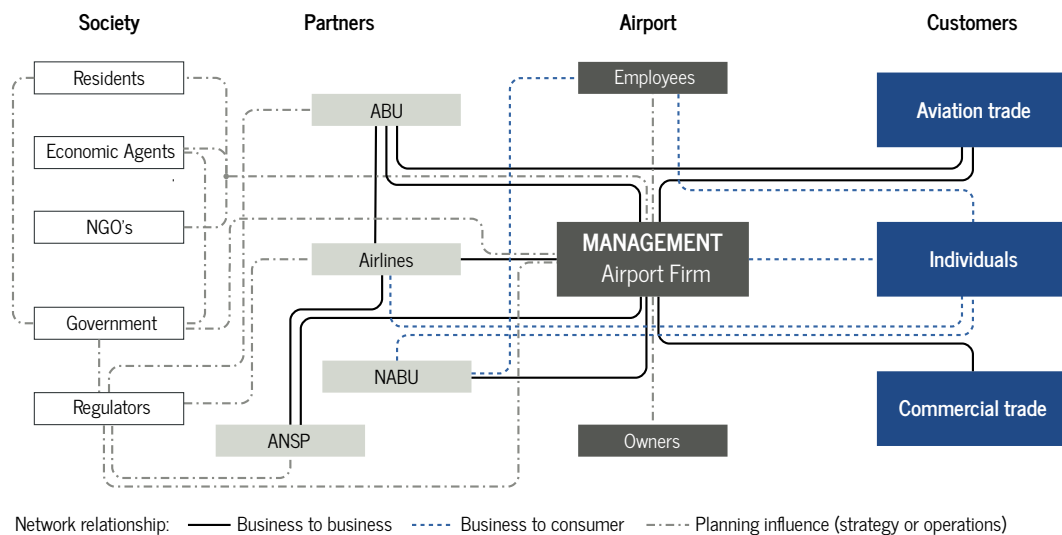 Society Partners Airport Customers
Residents
Employees
ABU
Aviation trade
Economic Agents
NGO's
MANAGEMENT
Airport Firm
Airlines
Individuals
Government
NABU
Regulators
Commercial trade
ANSP
Owners
Network relationship: Business to business Business to consumer Planning influence (strategy or operations)